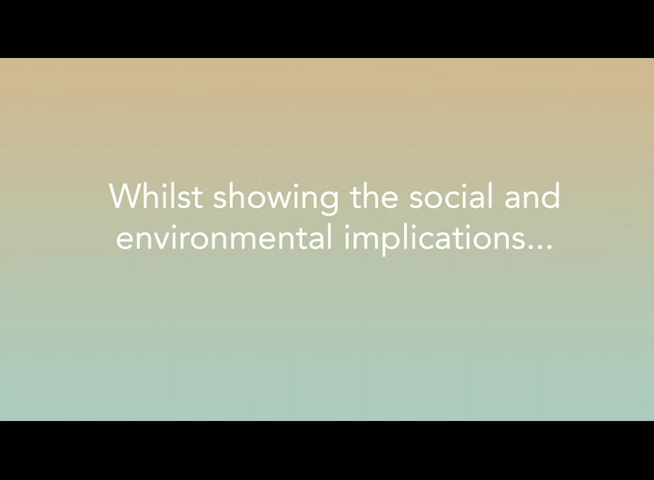 Whilst showing the social and
environmental implications...